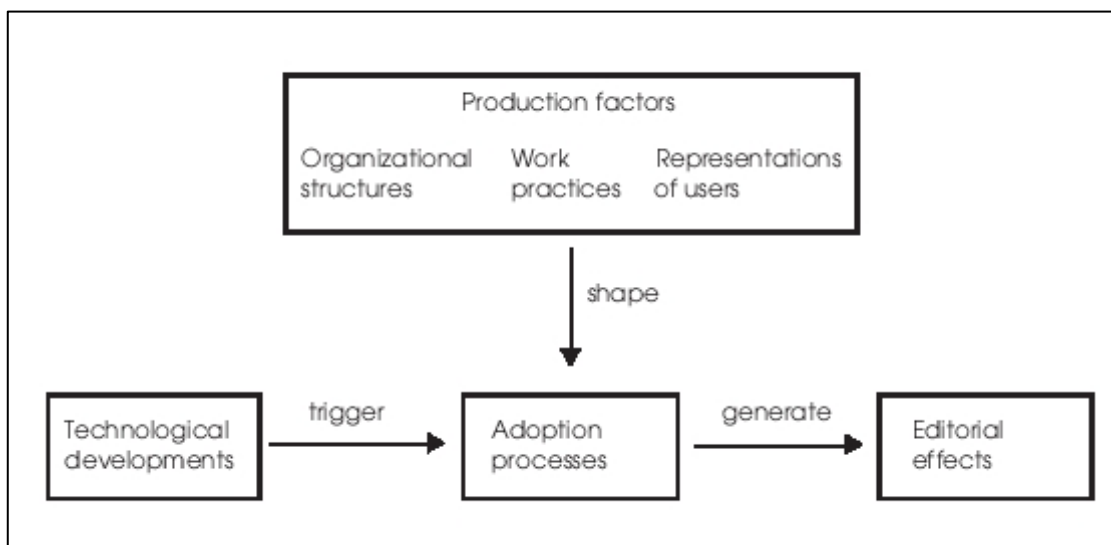 Production factors
Organizational
structures
Work
practices
Representations
of users
shape
trigger
generate
Technological
developments
Adoption
processes
Editorial
effects